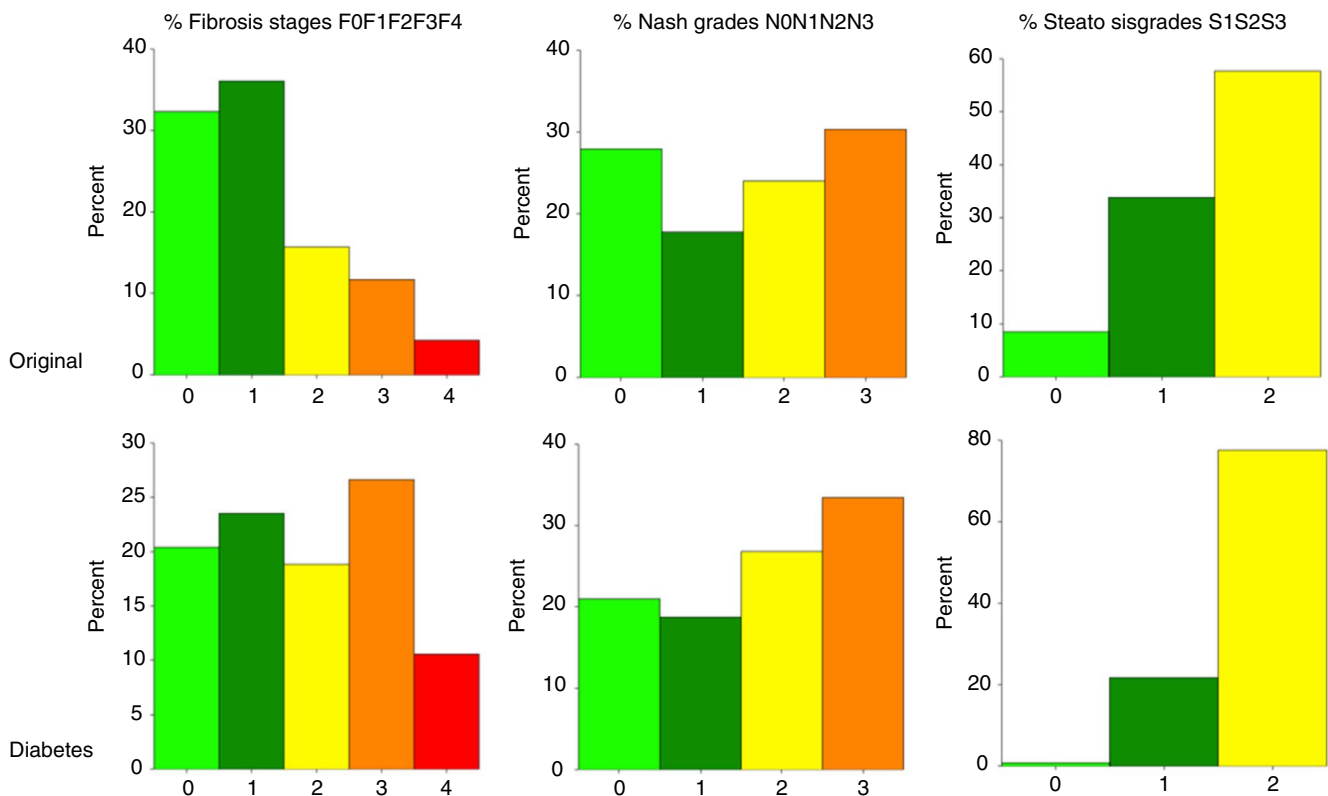 % Fibrosis stages F0F1F2F3F4
% Nash grades N0N1N2N3
% Steato sisgrades S1S2S3
Original
Percent
40
30
20
10
0
0 1 2 3 4
Percent
40
30
20
10
0
0 1 2 3
Percent
60
50
40
30
20
10
0
0 1 2
Diabetes
Percent
30
25
20
15
10
5
0
0 1 2 3 4
Percent
40
30
20
10
0
0 1 2 3
Percent
80
60
40
20
0
0 1 2